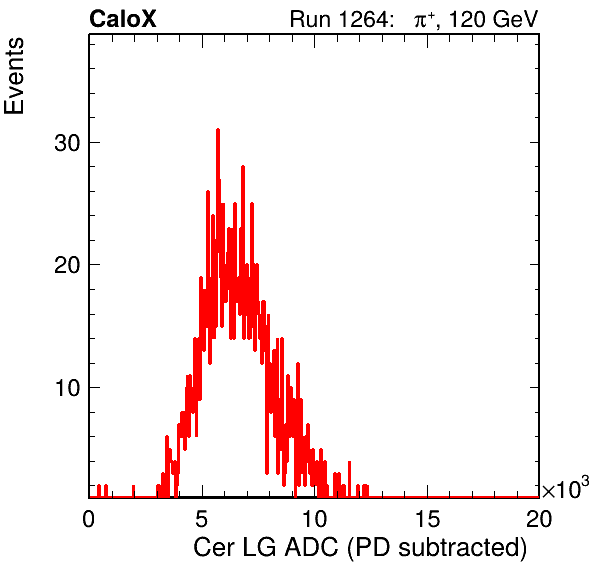 CaloX Run 1264: π⁺, 120 GeV
Events
30
20
10
0 5 10 15 20
×10³
Cer LG ADC (PD subtracted)